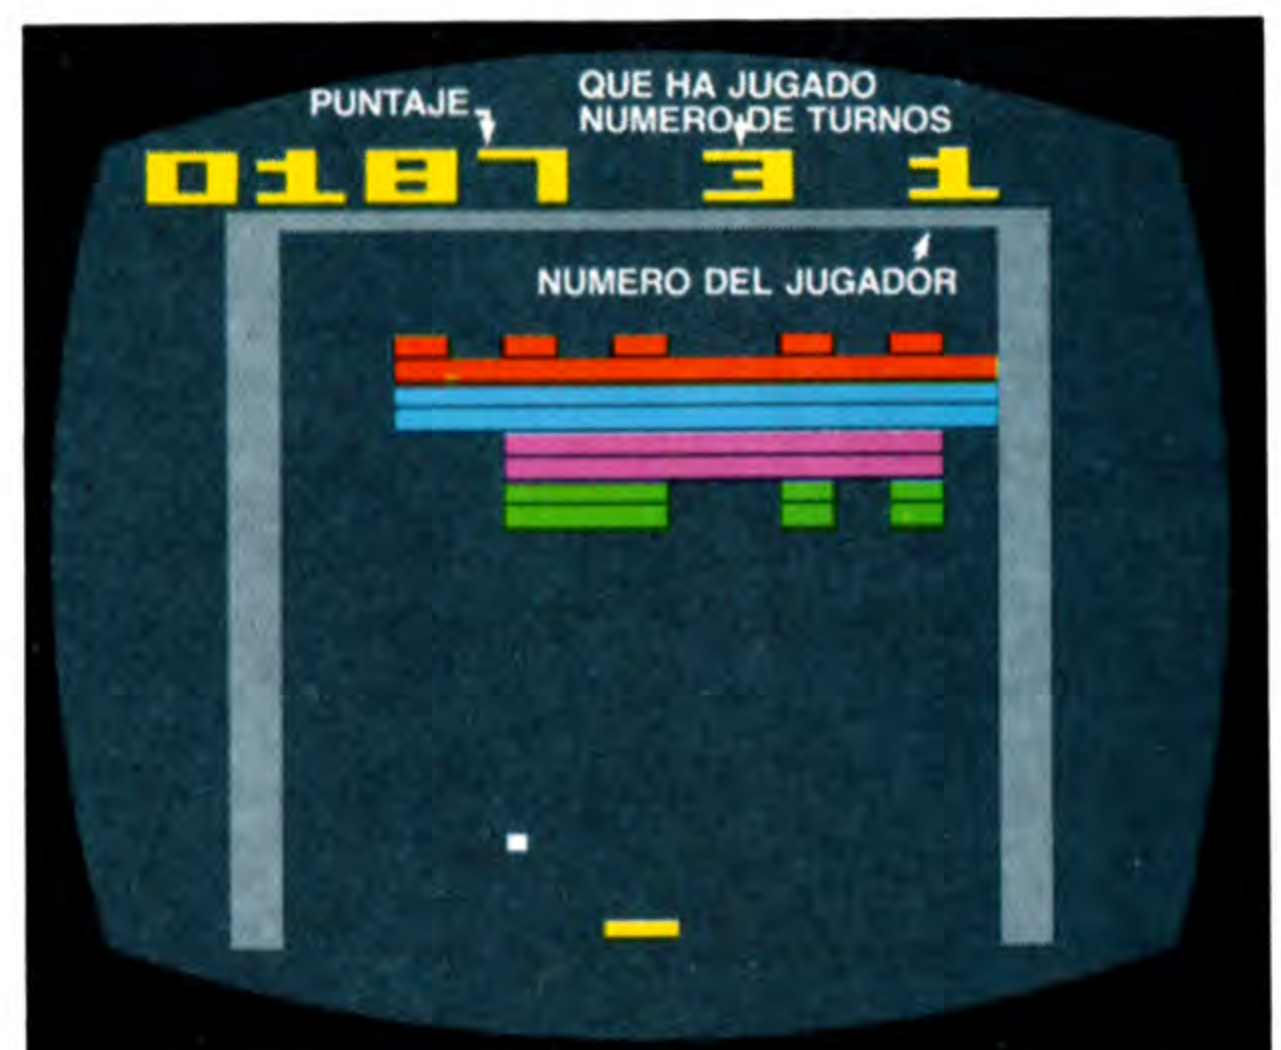 PUNTAJE
QUE HA JUGADO
NUMERO DE TURNOS
0187 3 1
NUMERO DEL JUGADOR